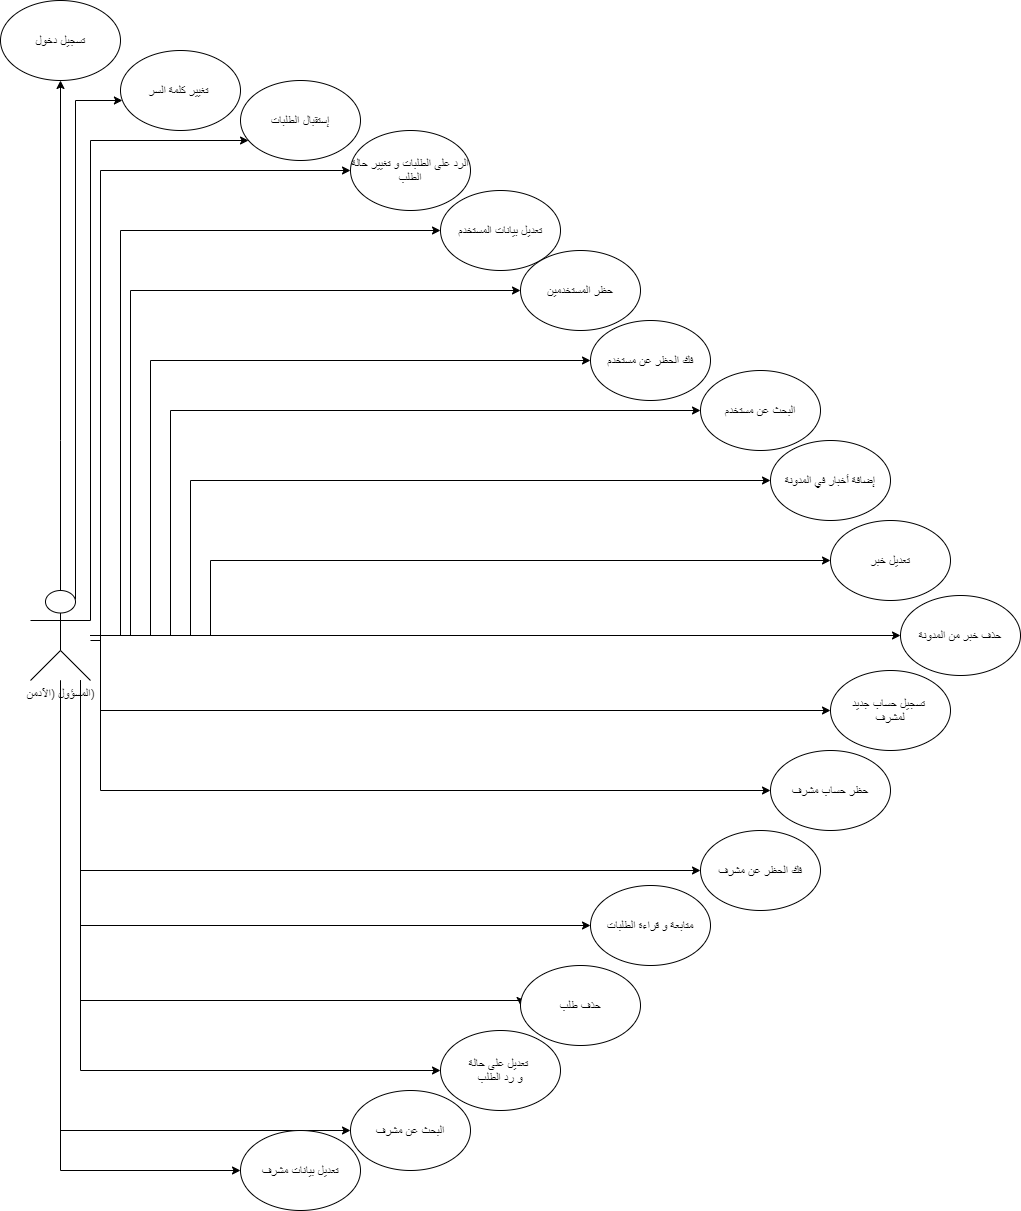 تسجيل دخول
تغيير كلمة السر
إستقبال الطلبات
الرد على الطلبات و تغيير حالة
الطلب
تعديل بيانات المستخدم
حظر المستخدمين
فك الحظر عن مستخدم
البحث عن مستخدم
إضافة أخبار في المدونة
تعديل خبر
حذف خبر من المدونة
المسؤول (الأدمن)
تسجيل حساب جديد
لمشرف
حظر حساب مشرف
فك الحظر عن مشرف
متابعة و قراءة الطلبات
حذف طلب
تعديل على حالة
و رد الطلب
البحث عن مشرف
تعديل بيانات مشرف